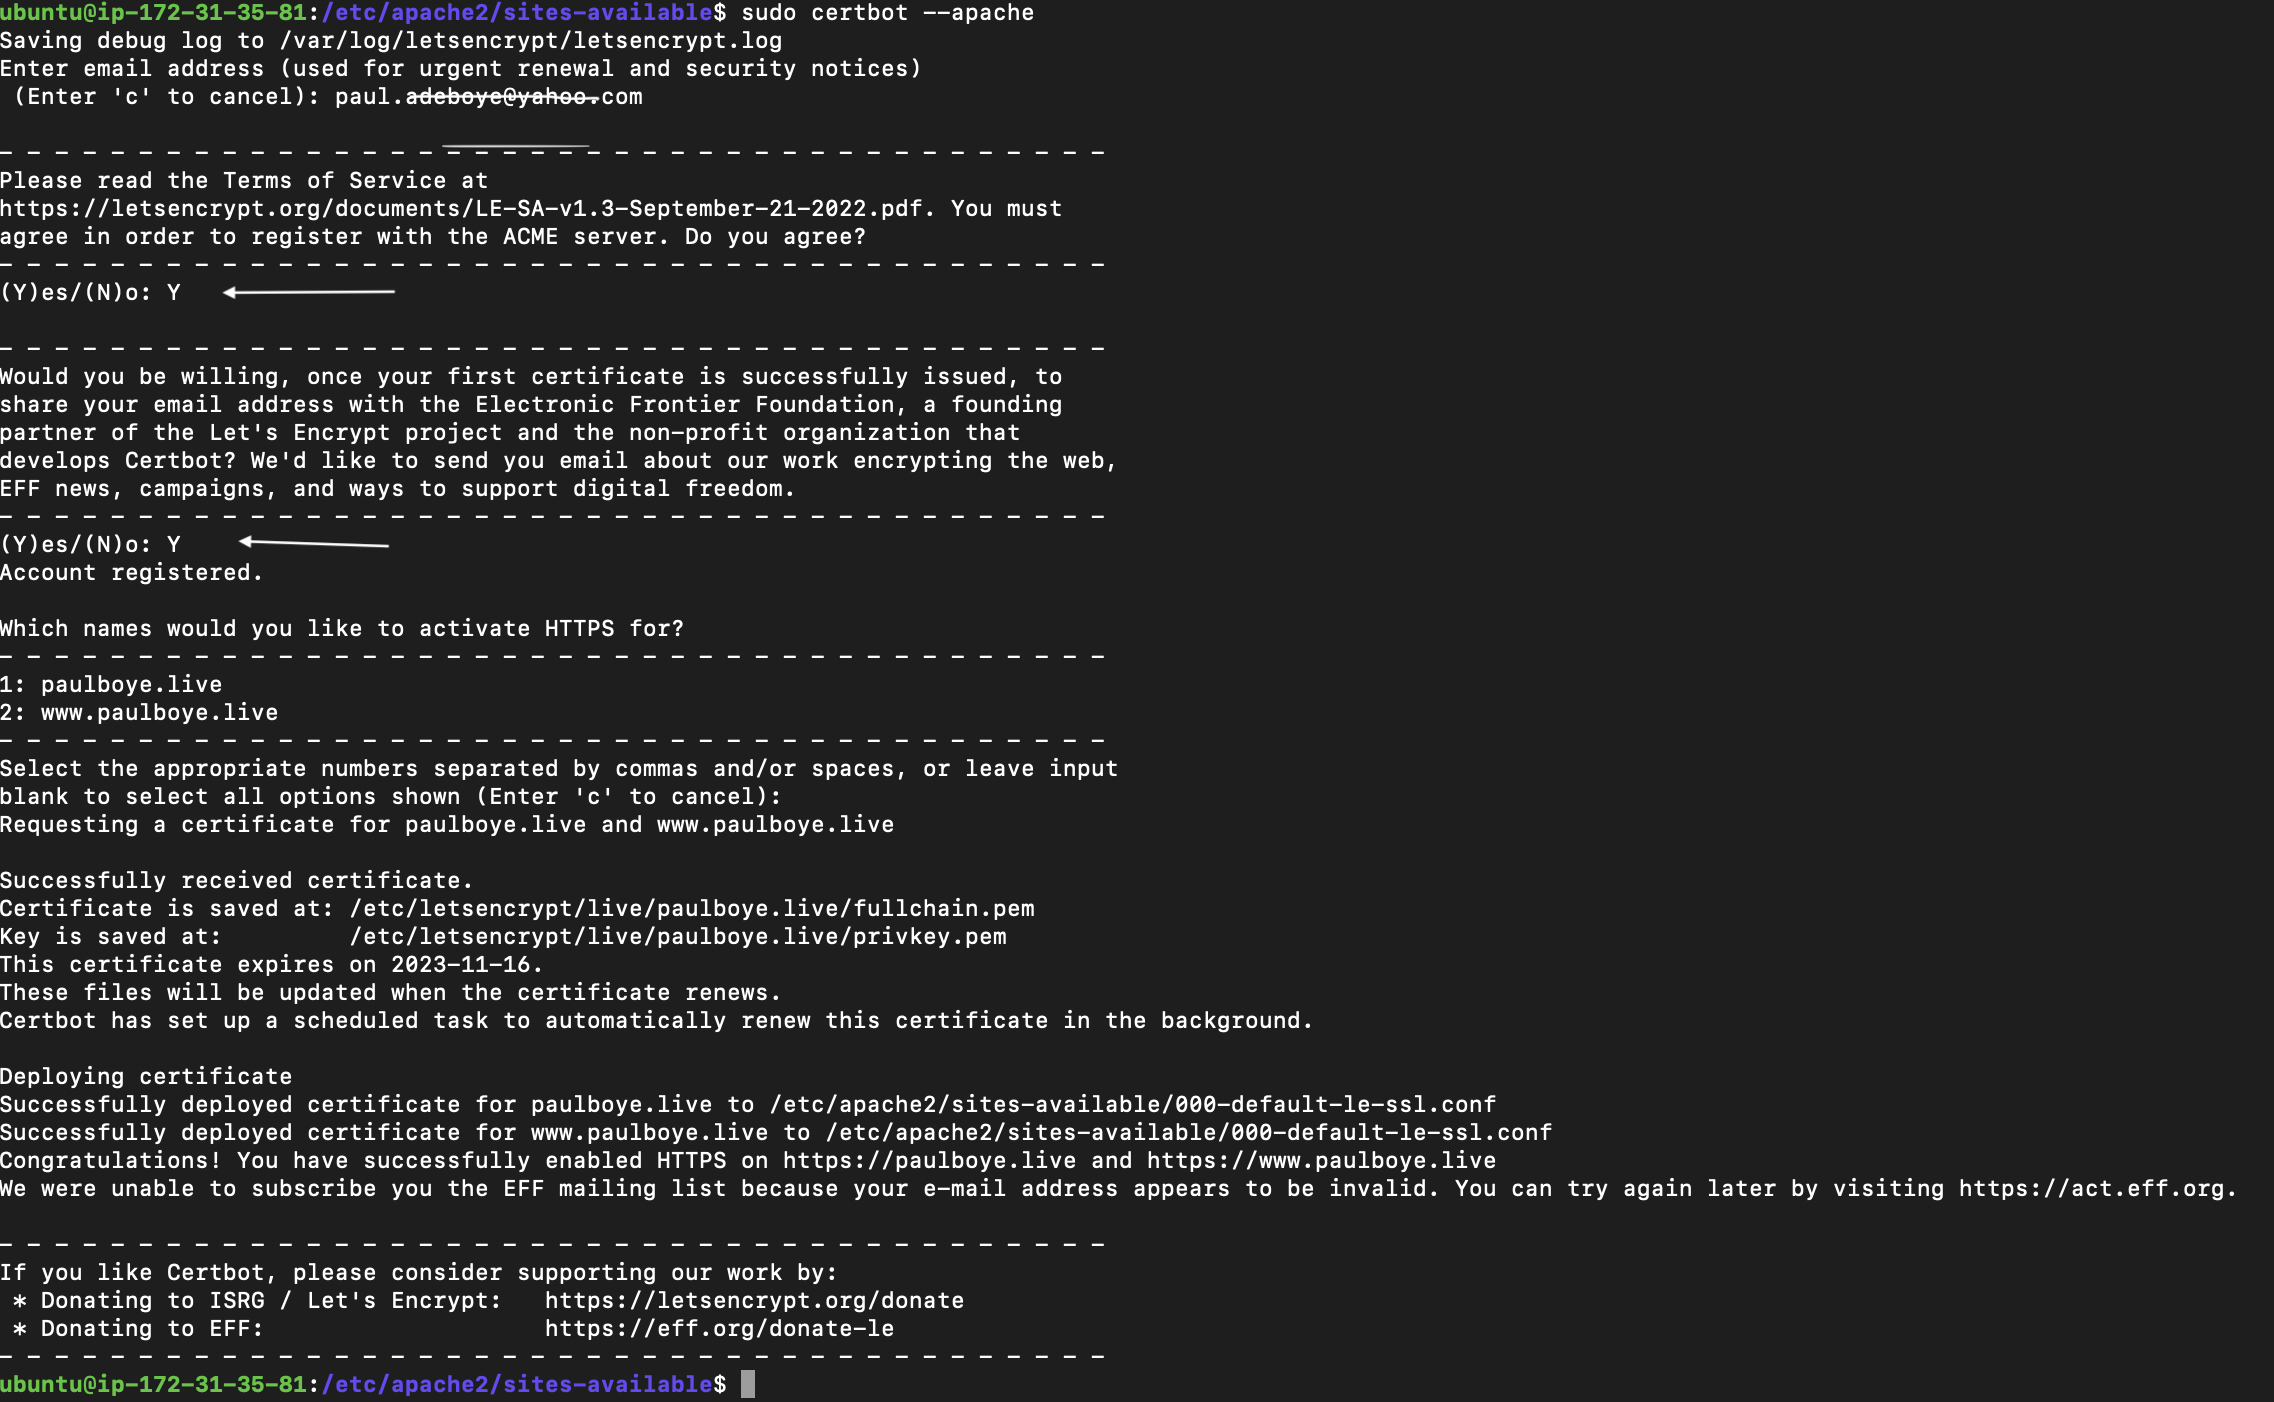 ubuntu@ip-172-31-35-81:/etc/apache2/sites-available$ sudo certbot --apache
Saving debug log to /var/log/letsencrypt/letsencrypt.log
Enter email address (used for urgent renewal and security notices)
 (Enter 'c' to cancel): paul.adeboye@yahoo.com

- - - - - - - - - - - - - - - - - - - - - - - - - - - - - - - - - - - - - - - -
Please read the Terms of Service at
https://letsencrypt.org/documents/LE-SA-v1.3-September-21-2022.pdf. You must
agree in order to register with the ACME server. Do you agree?
- - - - - - - - - - - - - - - - - - - - - - - - - - - - - - - - - - - - - - - -
(Y)es/(N)o: Y

- - - - - - - - - - - - - - - - - - - - - - - - - - - - - - - - - - - - - - - -
Would you be willing, once your first certificate is successfully issued, to
share your email address with the Electronic Frontier Foundation, a founding
partner of the Let's Encrypt project and the non-profit organization that
develops Certbot? We'd like to send you email about our work encrypting the web,
EFF news, campaigns, and ways to support digital freedom.
- - - - - - - - - - - - - - - - - - - - - - - - - - - - - - - - - - - - - - - -
(Y)es/(N)o: Y
Account registered.

Which names would you like to activate HTTPS for?
- - - - - - - - - - - - - - - - - - - - - - - - - - - - - - - - - - - - - - - -
1: paulboye.live
2: www.paulboye.live
- - - - - - - - - - - - - - - - - - - - - - - - - - - - - - - - - - - - - - - -
Select the appropriate numbers separated by commas and/or spaces, or leave input
blank to select all options shown (Enter 'c' to cancel):
Requesting a certificate for paulboye.live and www.paulboye.live

Successfully received certificate.
Certificate is saved at: /etc/letsencrypt/live/paulboye.live/fullchain.pem
Key is saved at:         /etc/letsencrypt/live/paulboye.live/privkey.pem
This certificate expires on 2023-11-16.
These files will be updated when the certificate renews.
Certbot has set up a scheduled task to automatically renew this certificate in the background.

Deploying certificate
Successfully deployed certificate for paulboye.live to /etc/apache2/sites-available/000-default-le-ssl.conf
Successfully deployed certificate for www.paulboye.live to /etc/apache2/sites-available/000-default-le-ssl.conf
Congratulations! You have successfully enabled HTTPS on https://paulboye.live and https://www.paulboye.live
We were unable to subscribe you the EFF mailing list because your e-mail address appears to be invalid. You can try again later by visiting https://act.eff.org.

- - - - - - - - - - - - - - - - - - - - - - - - - - - - - - - - - - - - - - - -
If you like Certbot, please consider supporting our work by:
 * Donating to ISRG / Let's Encrypt:   https://letsencrypt.org/donate
 * Donating to EFF:                    https://eff.org/donate-le
- - - - - - - - - - - - - - - - - - - - - - - - - - - - - - - - - - - - - - - -
ubuntu@ip-172-31-35-81:/etc/apache2/sites-available$